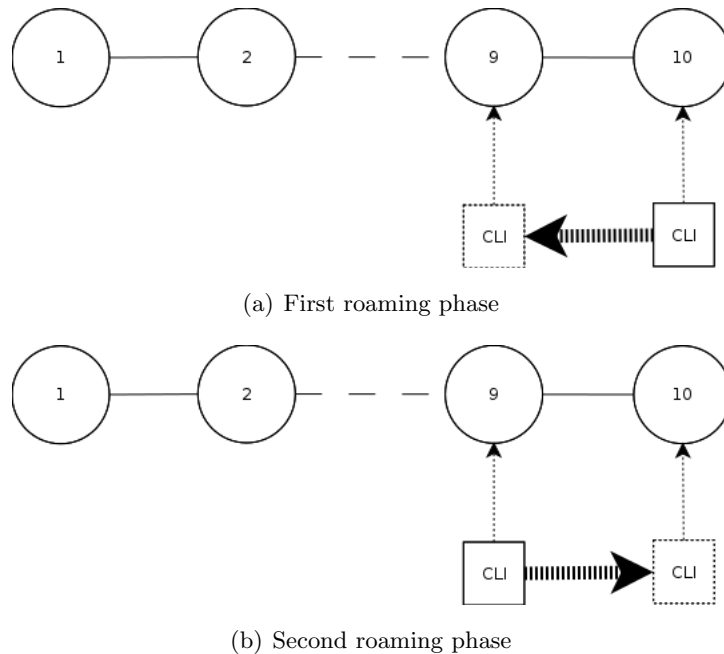 1 2 9 10
CLI CLI
(a) First roaming phase
1 2 9 10
CLI CLI
(b) Second roaming phase